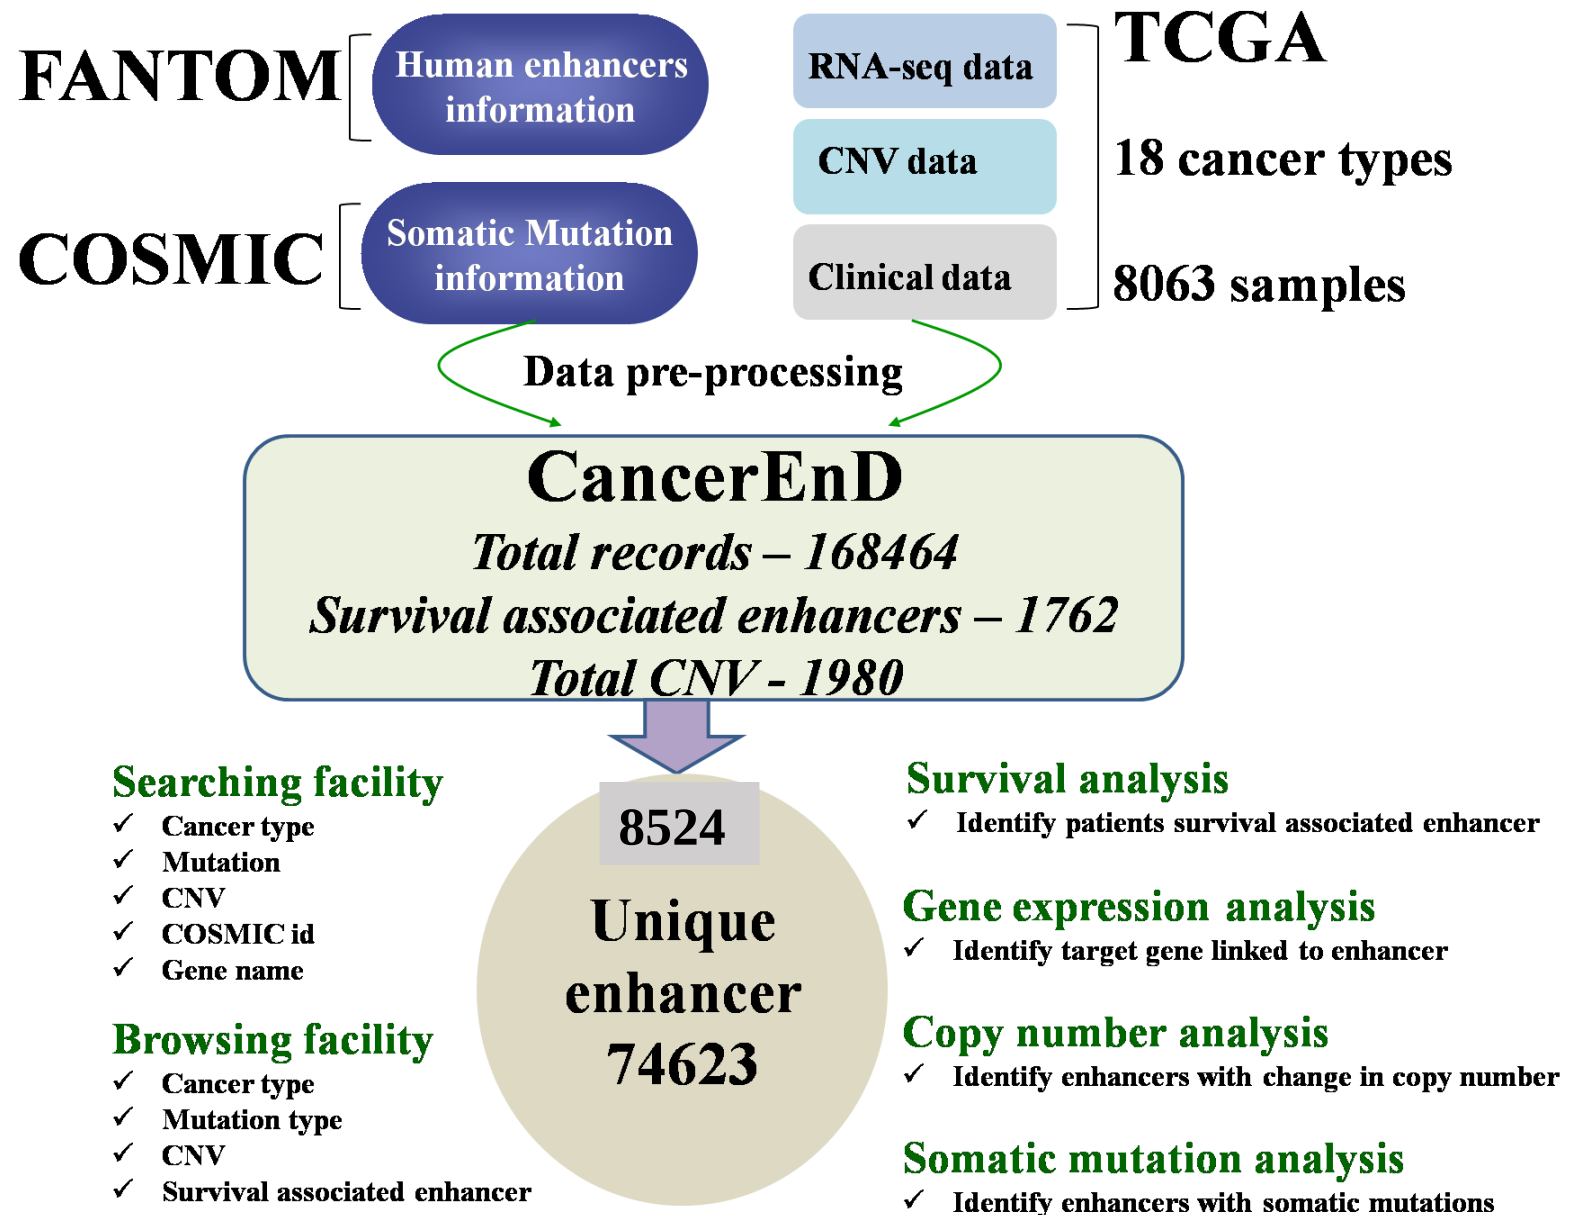 FANTOM
Human enhancers
information
COSMIC
Somatic Mutation
information
RNA-seq data
CNV data
Clinical data
TCGA
18 cancer types
8063 samples
Data pre-processing
CancerEnD
Total records – 168464
Survival associated enhancers – 1762
Total CNV - 1980
8524
Unique
enhancer
74623
Searching facility
✓ Cancer type
✓ Mutation
✓ CNV
✓ COSMIC id
✓ Gene name
Browsing facility
✓ Cancer type
✓ Mutation type
✓ CNV
✓ Survival associated enhancer
Survival analysis
✓ Identify patients survival associated enhancer
Gene expression analysis
✓ Identify target gene linked to enhancer
Copy number analysis
✓ Identify enhancers with change in copy number
Somatic mutation analysis
✓ Identify enhancers with somatic mutations